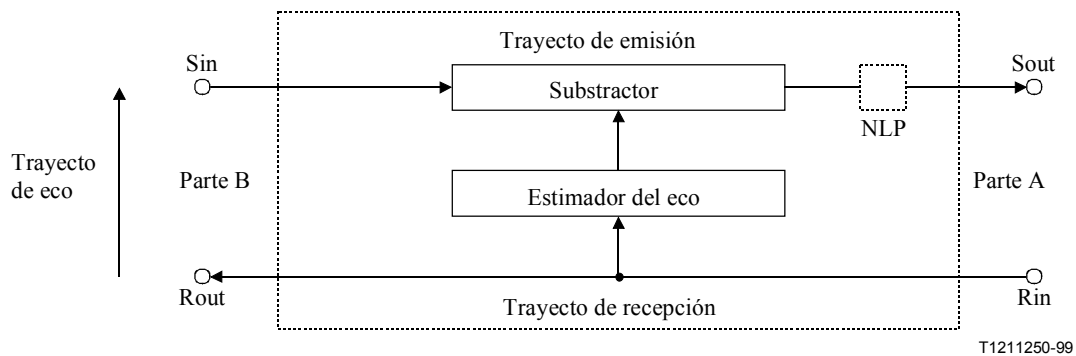 Trayecto de emisión
Sin
Sout
Substractor
NLP
Trayecto
de eco
Parte B
Parte A
Estimador del eco
Rout
Rin
Trayecto de recepción
T1211250-99